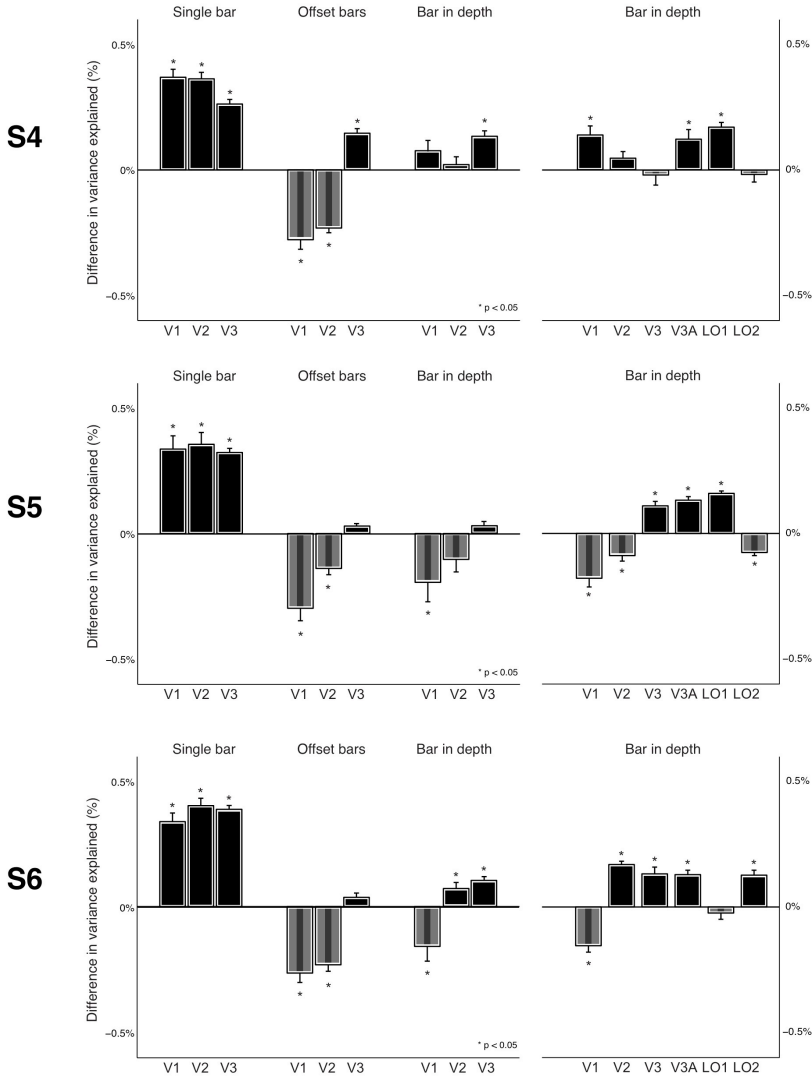 Single bar Offset bars Bar in depth Bar in depth
S4
Difference in variance explained (%)
0.5% 0.5%
* * * * * * * *
0% 0%
* *
−0.5% −0.5%
* p < 0.05
V1 V2 V3 V1 V2 V3 V1 V2 V3 V1 V2 V3 V3A LO1 LO2
Single bar Offset bars Bar in depth Bar in depth
S5
Difference in variance explained (%)
0.5% 0.5%
* * * * * *
0% 0%
* * * * * *
−0.5% −0.5%
* p < 0.05
V1 V2 V3 V1 V2 V3 V1 V2 V3 V1 V2 V3 V3A LO1 LO2
Single bar Offset bars Bar in depth Bar in depth
S6
Difference in variance explained (%)
0.5% 0.5%
* * * * * * * * *
0% 0%
* * * *
−0.5% −0.5%
* p < 0.05
V1 V2 V3 V1 V2 V3 V1 V2 V3 V1 V2 V3 V3A LO1 LO2